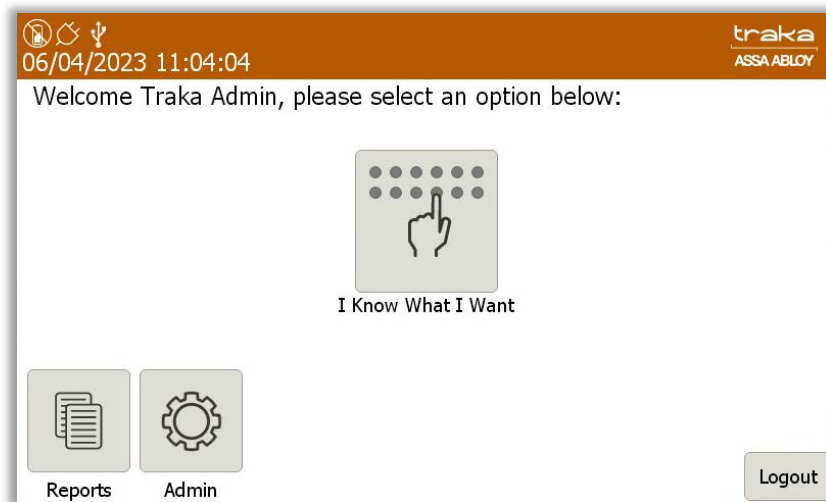 06/04/2023 11:04:04
traka
ASSA ABLOY
Welcome Traka Admin, please select an option below:
I Know What I Want
Reports
Admin
Logout